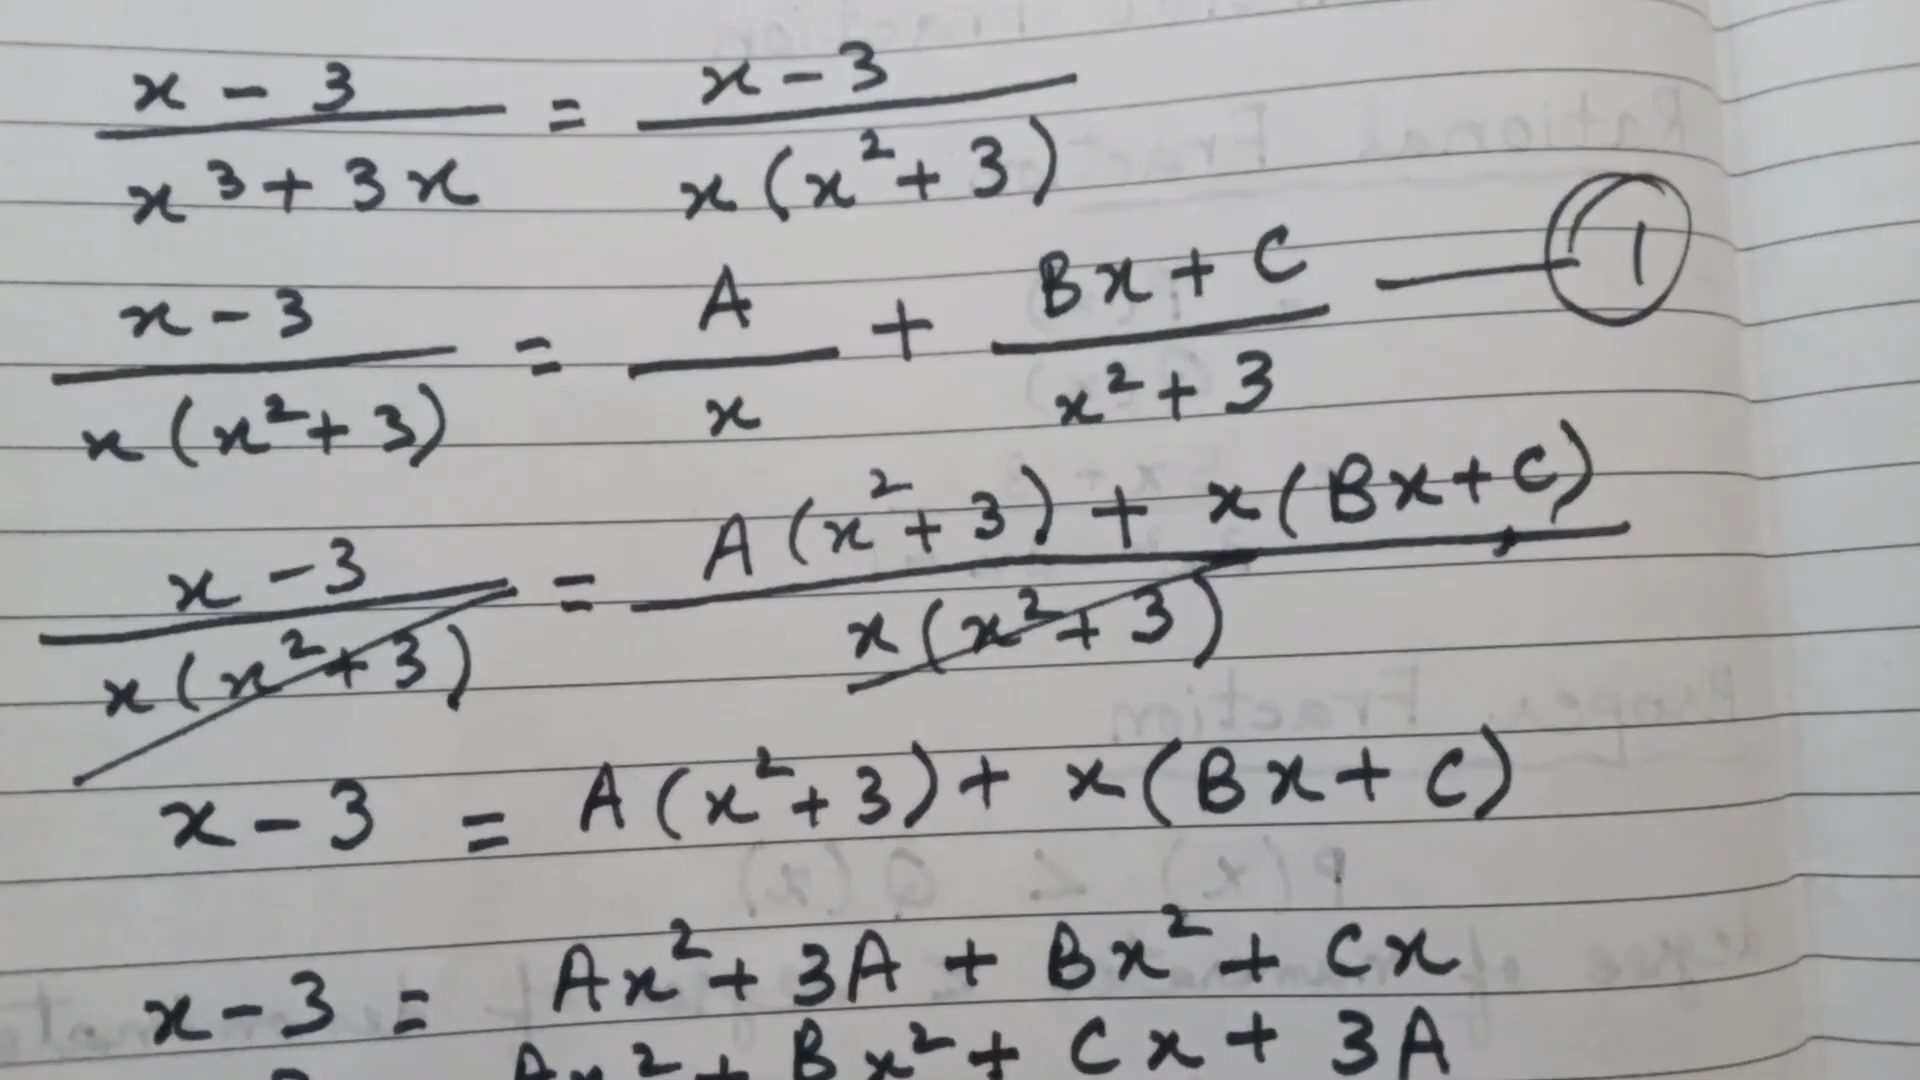 x - 3 / x³ + 3x = x - 3 / x(x² + 3)
x - 3 / x(x² + 3) = A / x + Bx + C / x² + 3 — 1
x - 3 / x(x² + 3) = A(x² + 3) + x(Bx + C) / x(x² + 3)
x - 3 = A(x² + 3) + x(Bx + C)
x - 3 = Ax² + 3A + Bx² + Cx
Ax² + Bx² + Cx + 3A